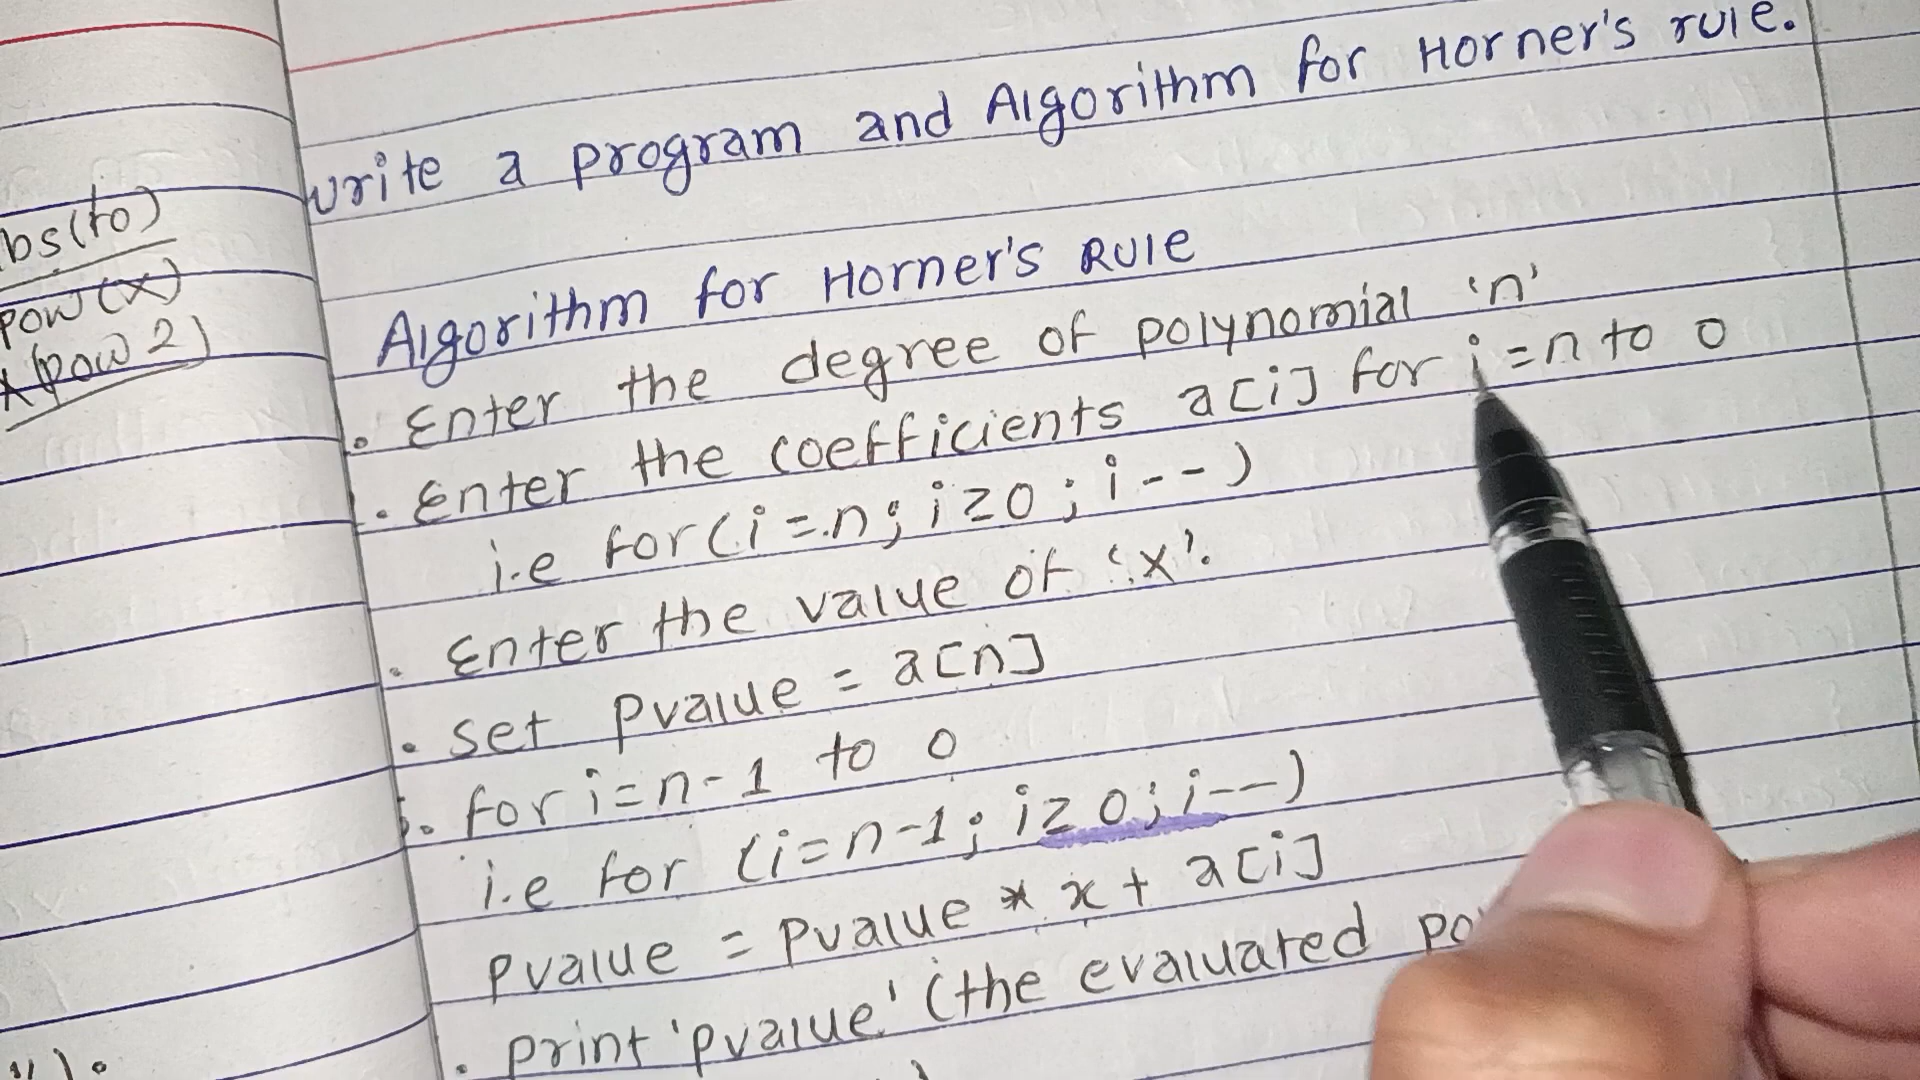 write a program and Algorithm for Horner's rule.
Algorithm for Horner's Rule
. Enter the degree of polynomial 'n'
. Enter the coefficients a[i] for i=n to 0
i.e for(i=n; i≥0; i--)
. Enter the value of 'x'.
. set pvalue = a[n]
. for i=n-1 to 0
i.e for (i=n-1; i≥0; i--)
pvalue = pvalue * x + a[i]
. print 'pvalue' (the evaluated
bs(to)
pow(x)
(pow 2)